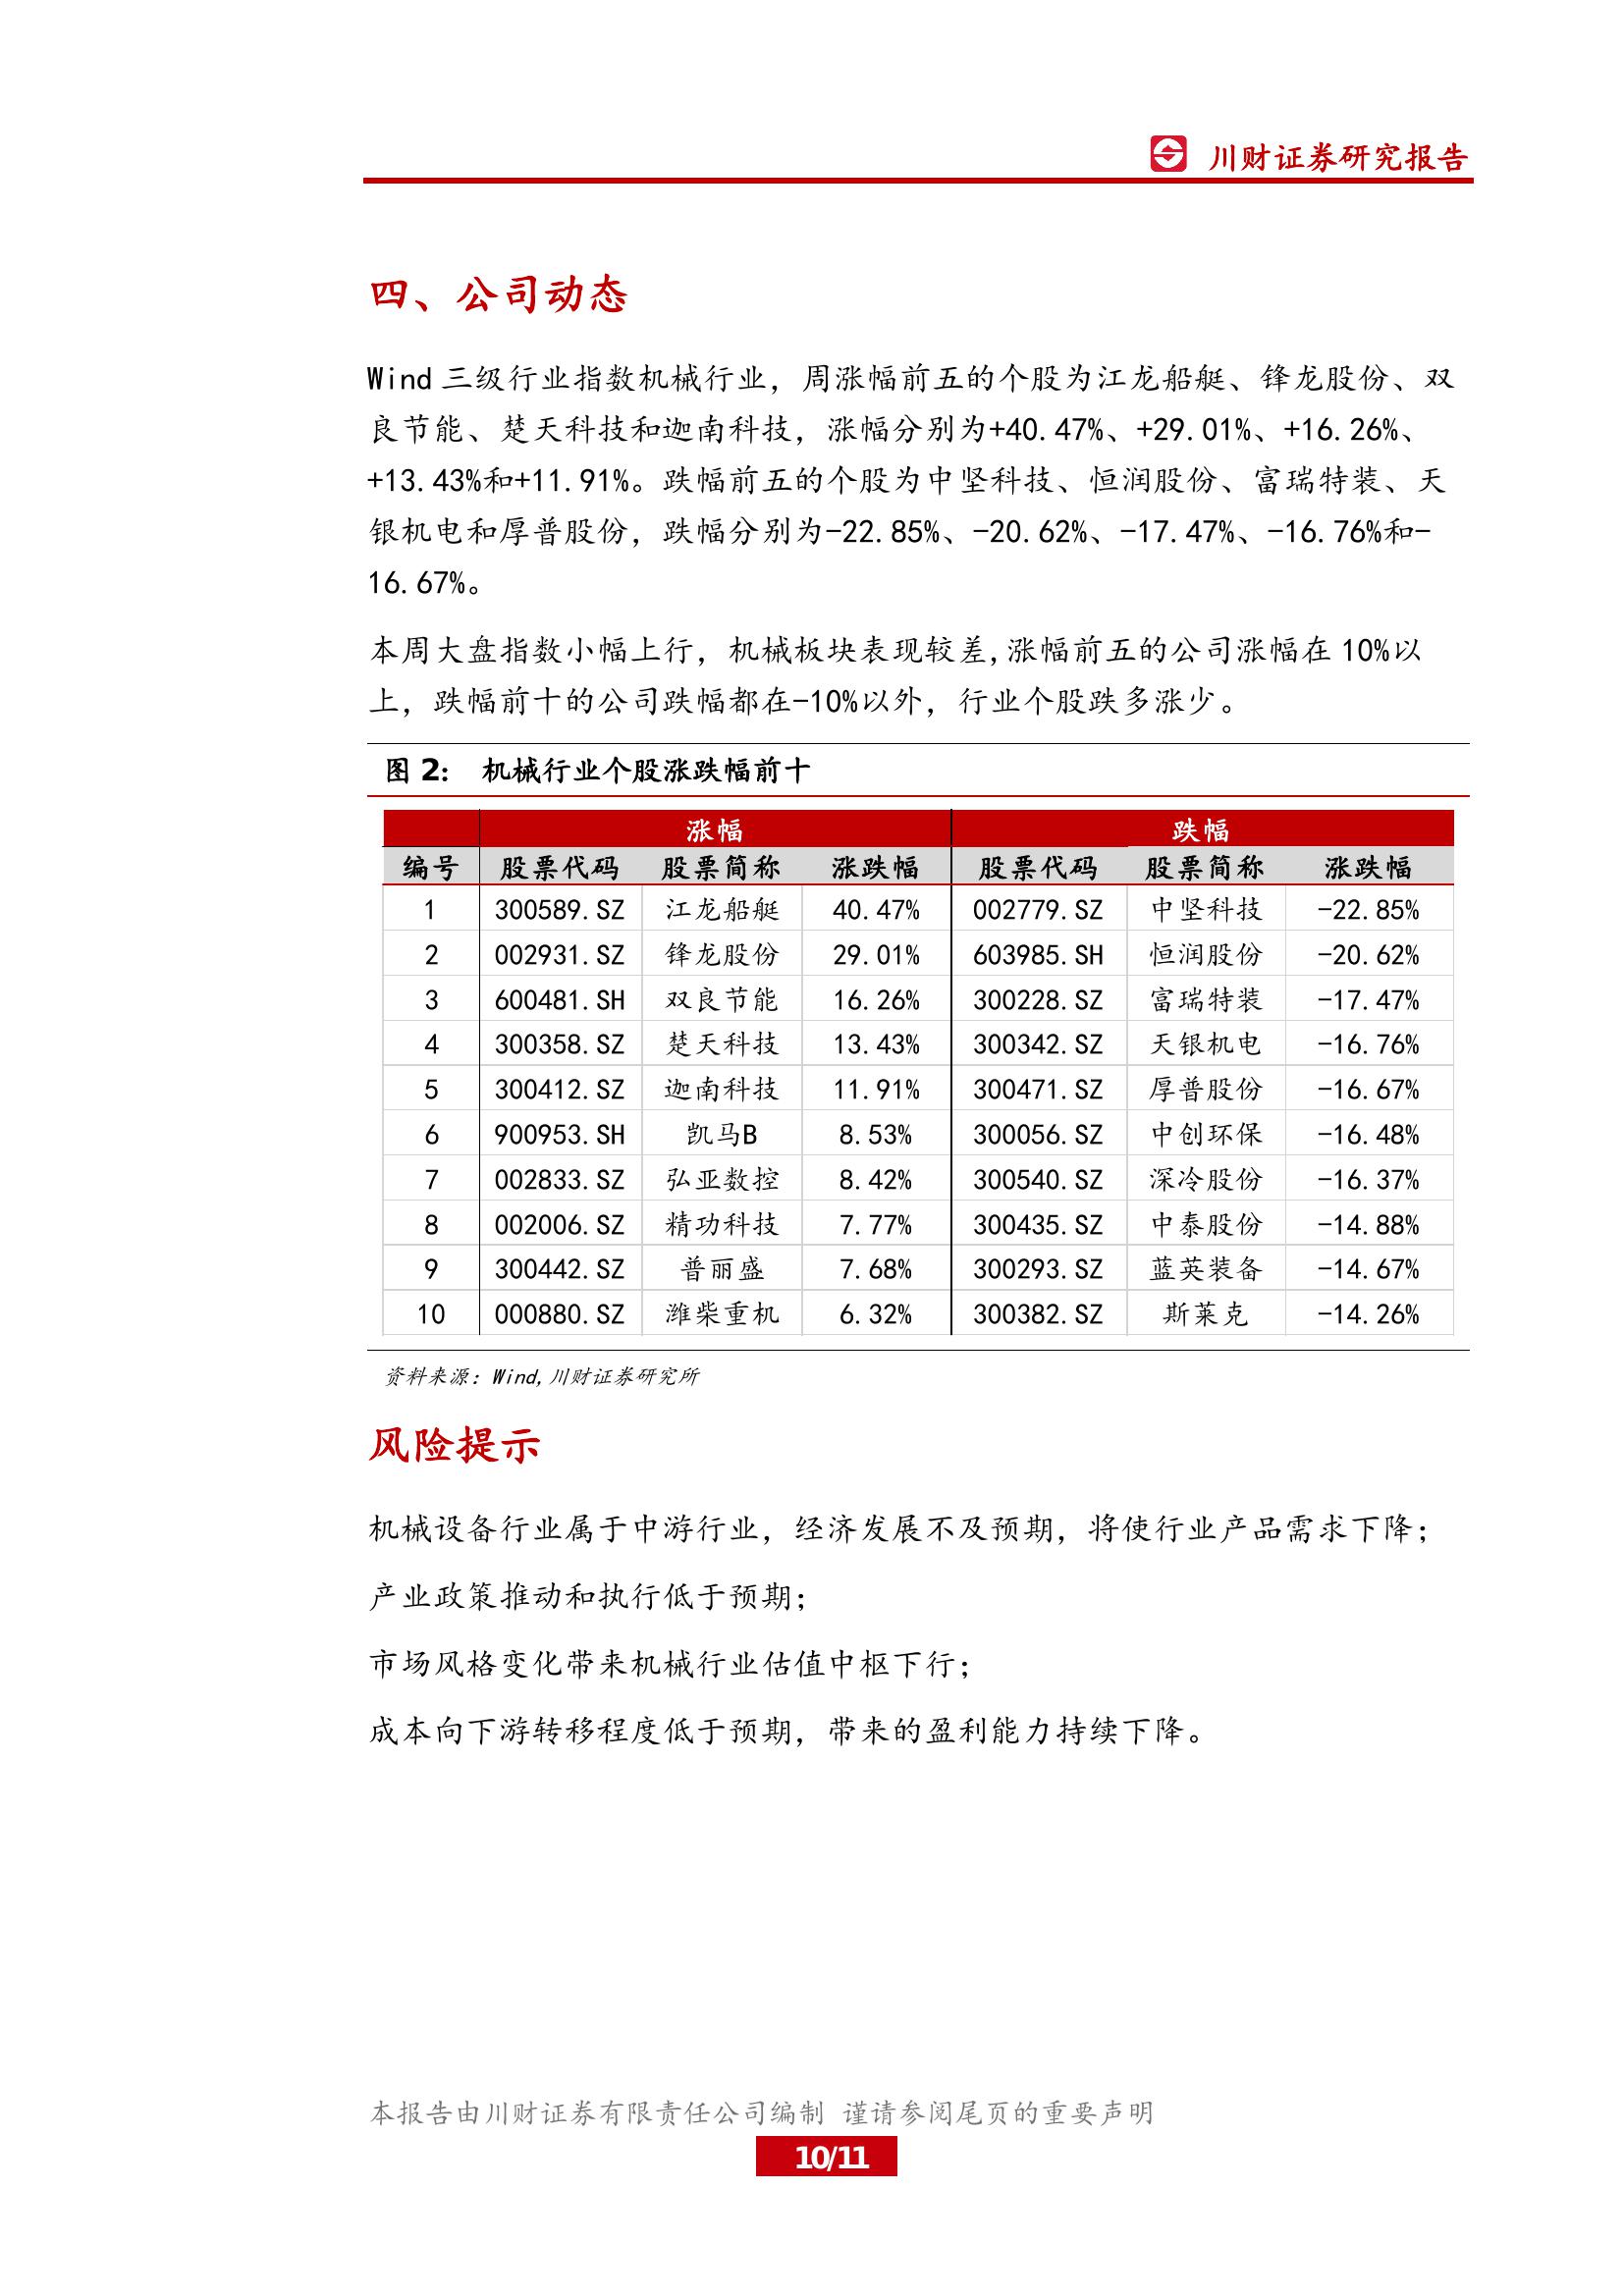 川财证券研究报告
四、公司动态
Wind 三级行业指数机械行业，周涨幅前五的个股为江龙船艇、锋龙股份、双
良节能、楚天科技和迦南科技，涨幅分别为+40.47%、+29.01%、+16.26%、
+13.43%和+11.91%。跌幅前五的个股为中坚科技、恒润股份、富瑞特装、天
银机电和厚普股份，跌幅分别为-22.85%、-20.62%、-17.47%、-16.76%和-
16.67%。
本周大盘指数小幅上行，机械板块表现较差,涨幅前五的公司涨幅在 10%以
上，跌幅前十的公司跌幅都在-10%以外，行业个股跌多涨少。
图 2： 机械行业个股涨跌幅前十
涨幅 跌幅
编号 股票代码 股票简称 涨跌幅 股票代码 股票简称 涨跌幅
1 300589.SZ 江龙船艇 40.47% 002779.SZ 中坚科技 -22.85%
2 002931.SZ 锋龙股份 29.01% 603985.SH 恒润股份 -20.62%
3 600481.SH 双良节能 16.26% 300228.SZ 富瑞特装 -17.47%
4 300358.SZ 楚天科技 13.43% 300342.SZ 天银机电 -16.76%
5 300412.SZ 迦南科技 11.91% 300471.SZ 厚普股份 -16.67%
6 900953.SH 凯马B 8.53% 300056.SZ 中创环保 -16.48%
7 002833.SZ 弘亚数控 8.42% 300540.SZ 深冷股份 -16.37%
8 002006.SZ 精功科技 7.77% 300435.SZ 中泰股份 -14.88%
9 300442.SZ 普丽盛 7.68% 300293.SZ 蓝英装备 -14.67%
10 000880.SZ 潍柴重机 6.32% 300382.SZ 斯莱克 -14.26%
资料来源：Wind,川财证券研究所
风险提示
机械设备行业属于中游行业，经济发展不及预期，将使行业产品需求下降；
产业政策推动和执行低于预期；
市场风格变化带来机械行业估值中枢下行；
成本向下游转移程度低于预期，带来的盈利能力持续下降。
本报告由川财证券有限责任公司编制 谨请参阅尾页的重要声明
10/11